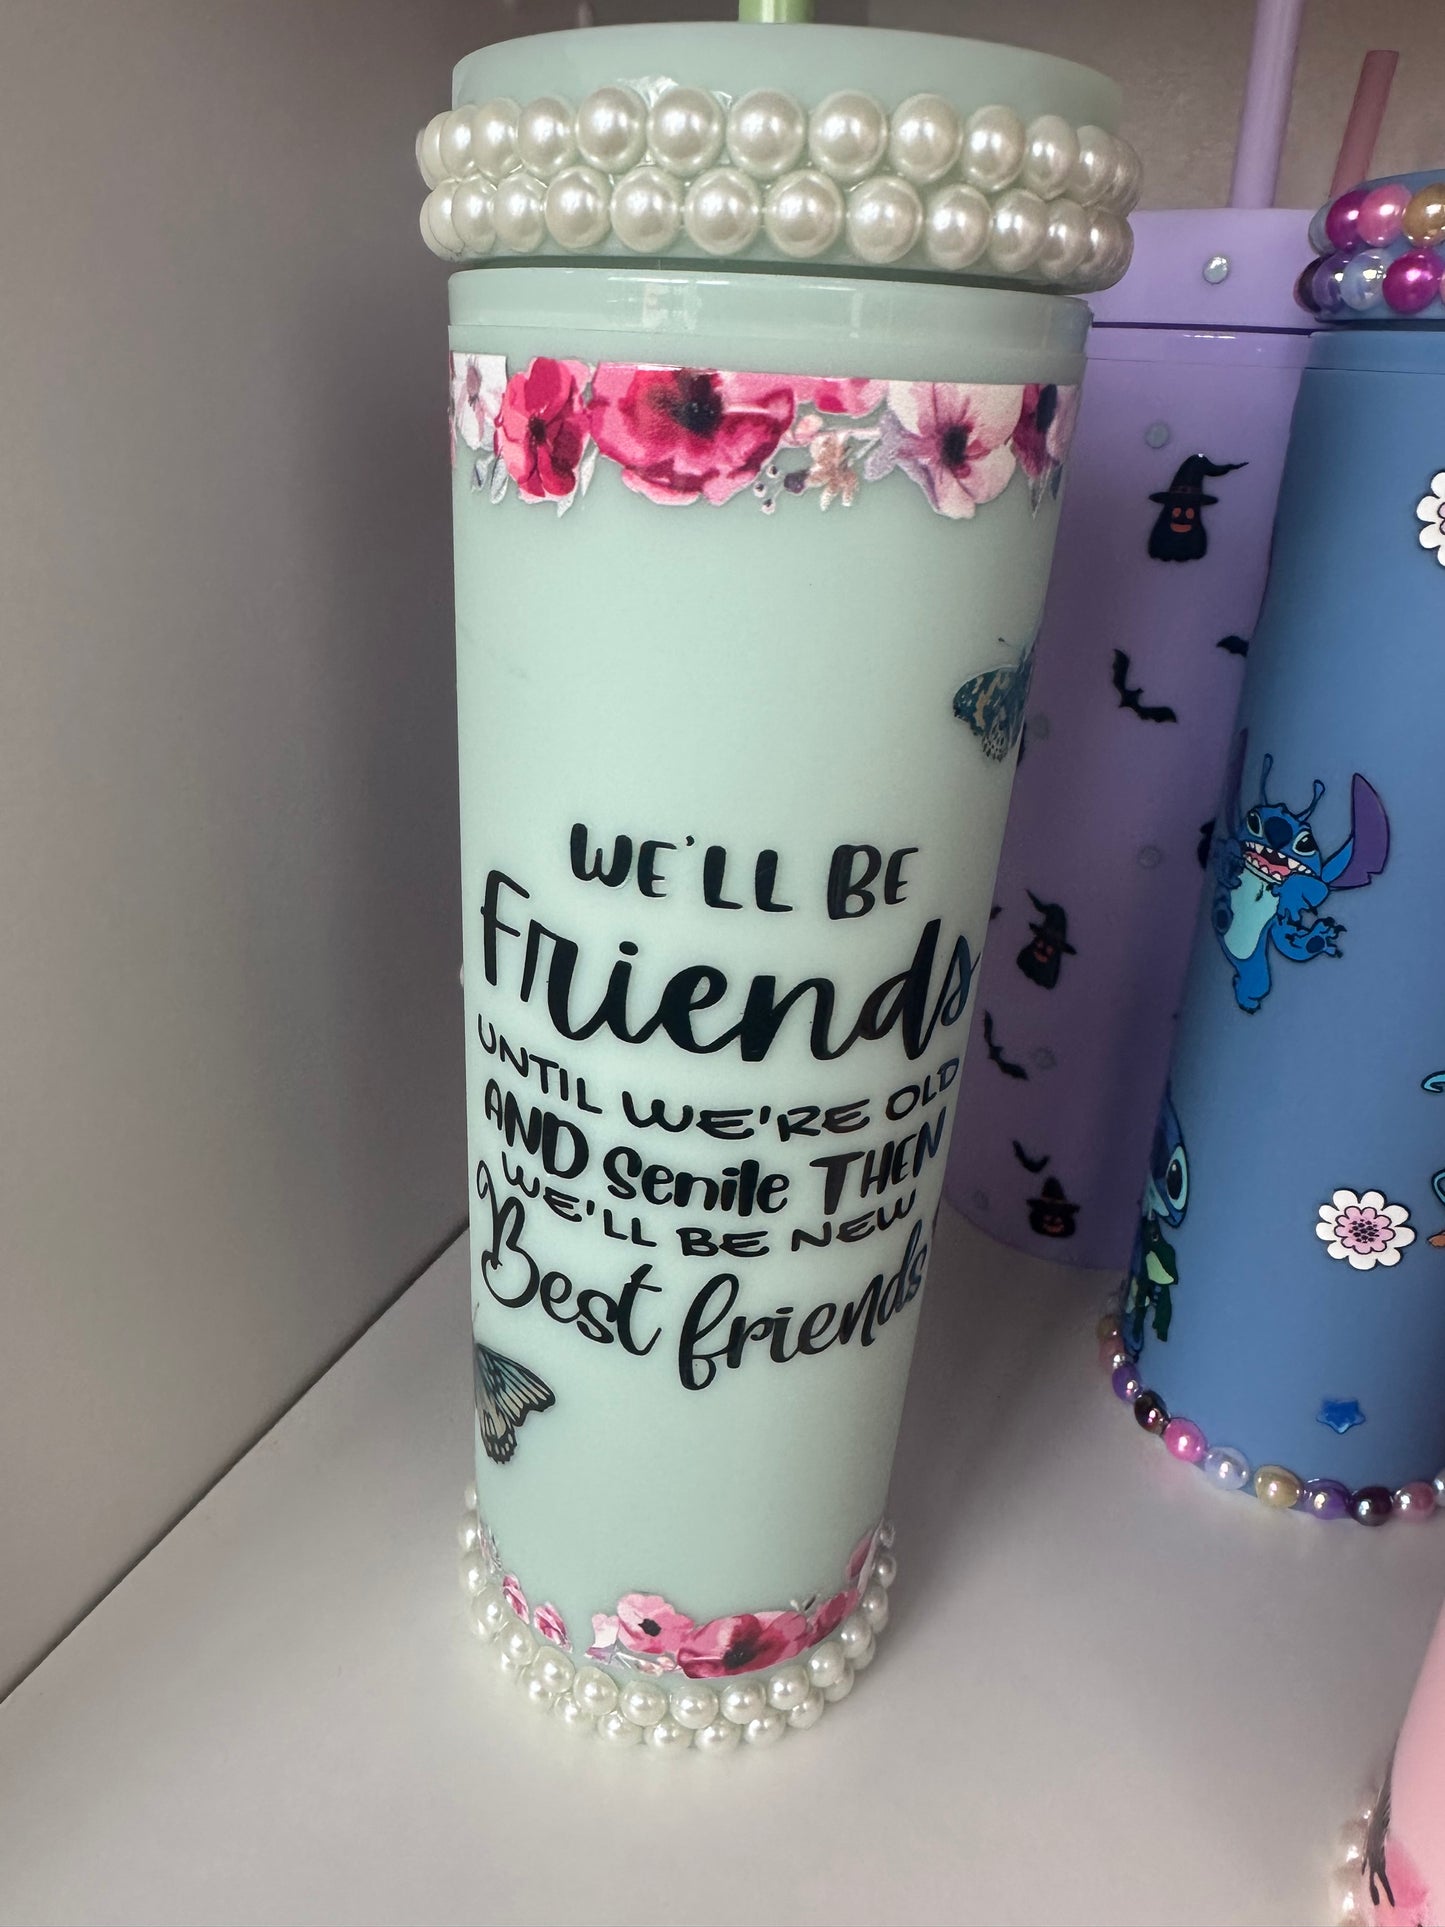 WE'LL BE
Friends
UNTIL WE'RE OLD
AND Senile THEN
WE'LL BE NEW
Best friends